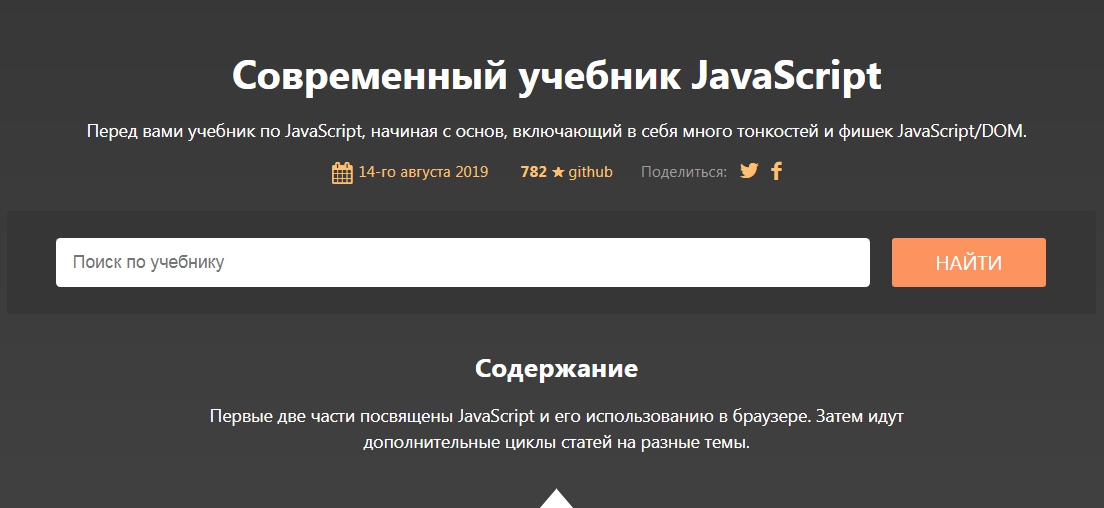 Современный учебник JavaScript
Перед вами учебник по JavaScript, начиная с основ, включающий в себя много тонкостей и фишек JavaScript/DOM.
14-го августа 2019 782 ★ github Поделиться:
Поиск по учебнику НАЙТИ
Содержание
Первые две части посвящены JavaScript и его использованию в браузере. Затем идут
дополнительные циклы статей на разные темы.